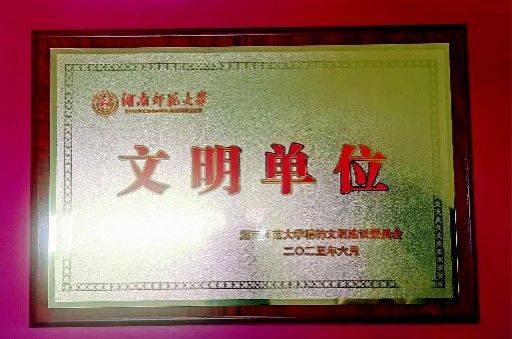 湖南师范大学
文明单位
湖南师范大学精神文明建设委员会
二〇二五年六月